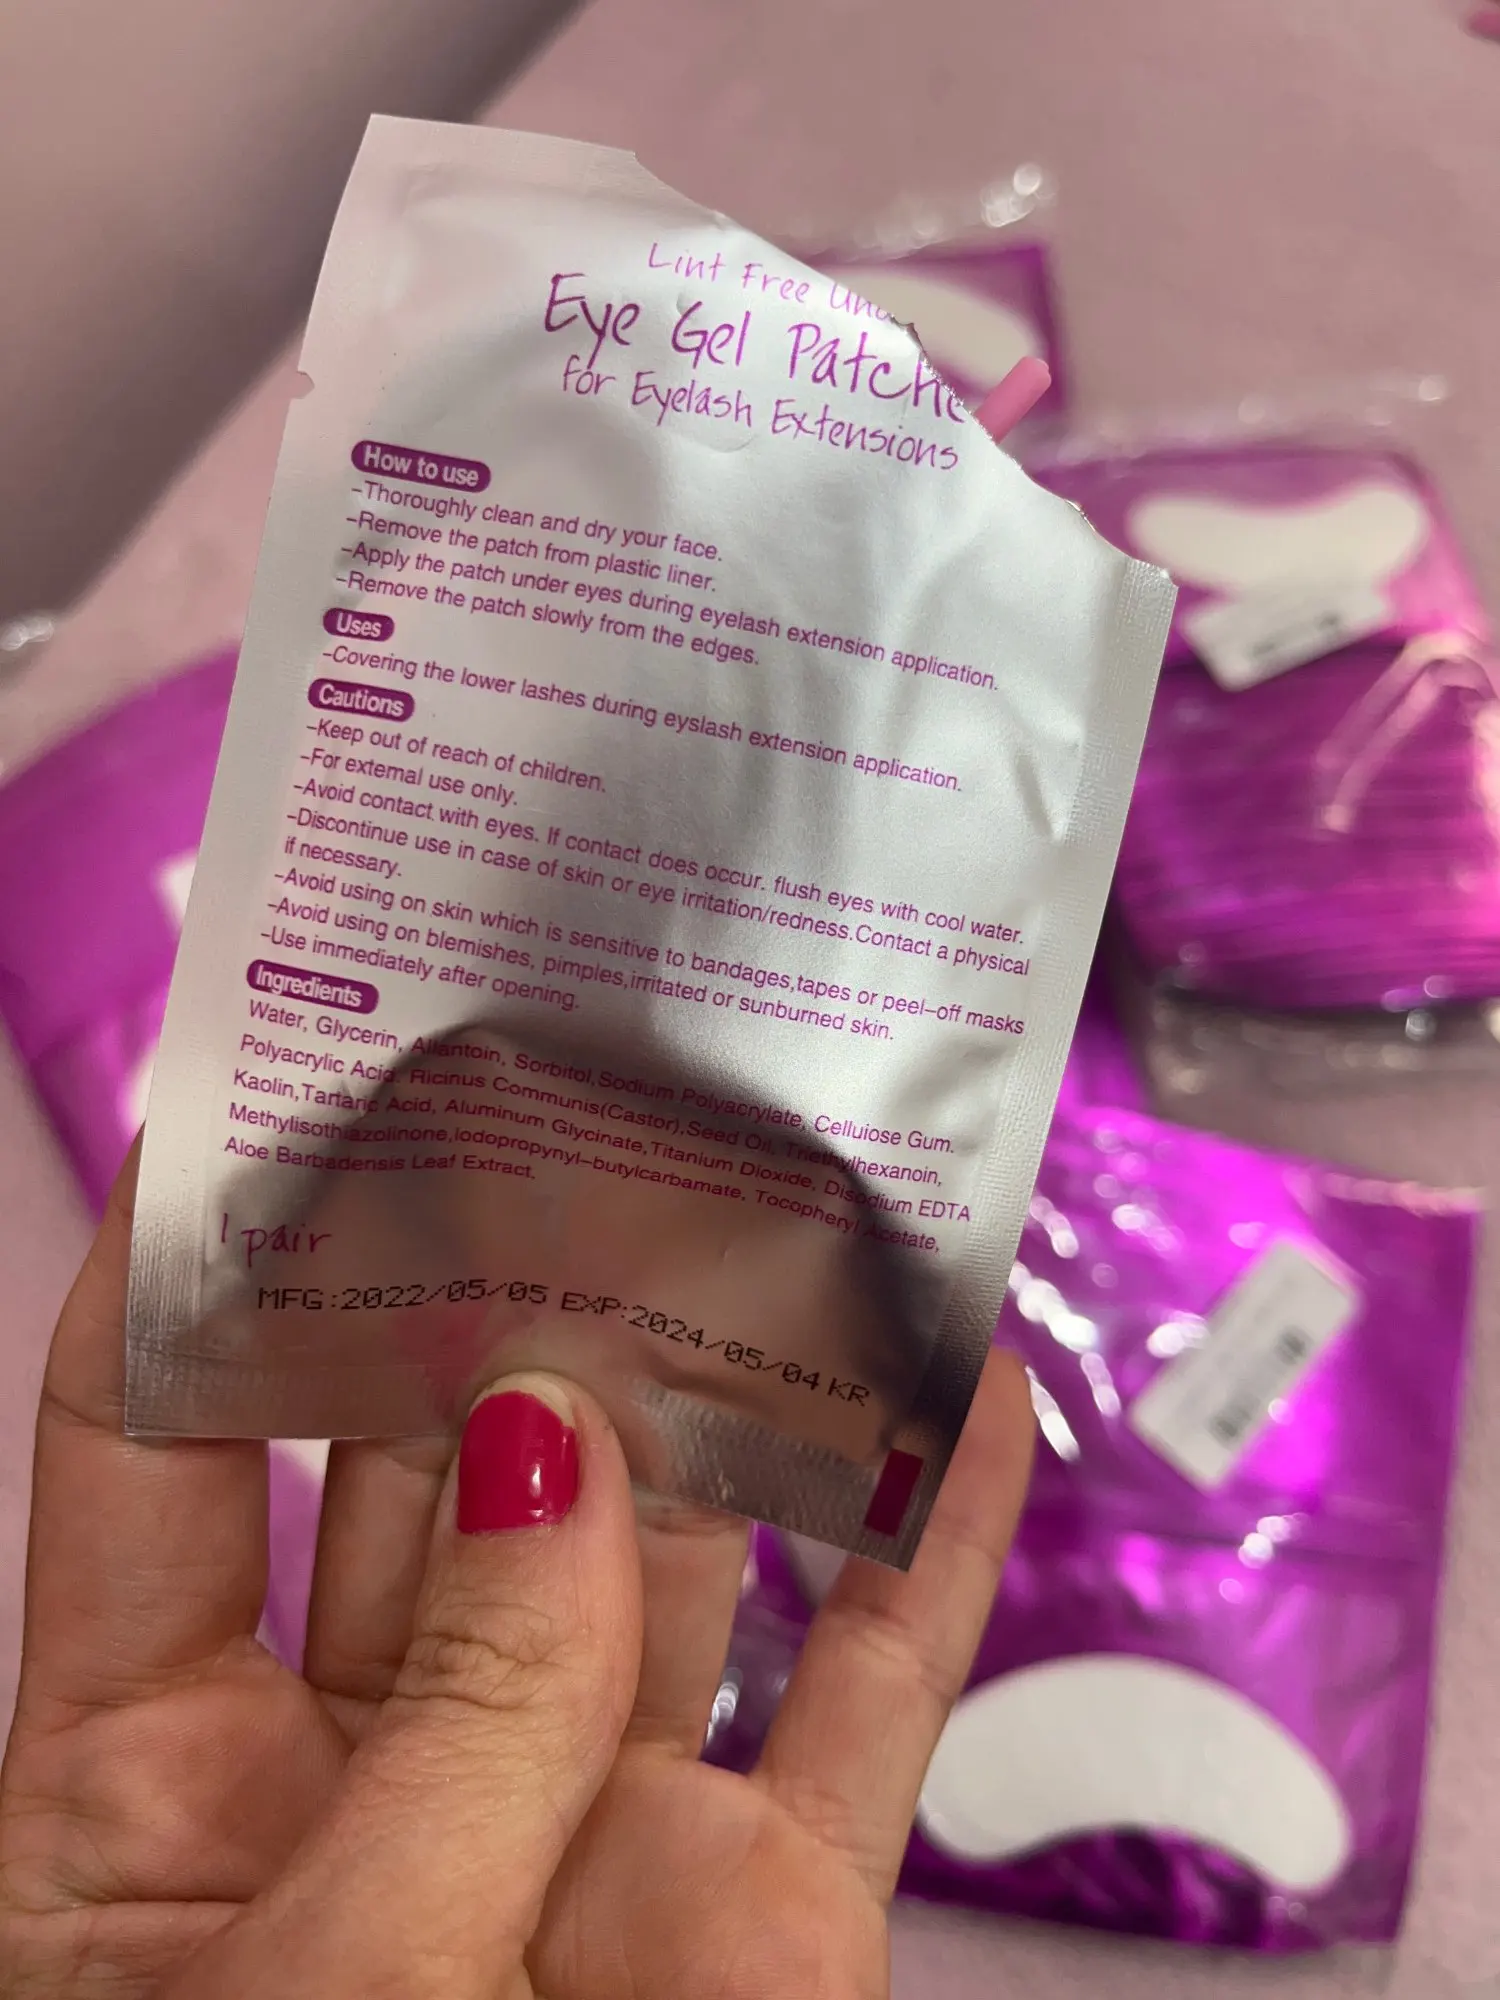 Lint Free Und
Eye Gel Patche
for Eyelash Extensions
How to use
-Thoroughly clean and dry your face.
-Remove the patch from plastic liner.
-Apply the patch under eyes during eyelash extension application.
-Remove the patch slowly from the edges.
Uses
-Covering the lower lashes during eyslash extension application.
Cautions
-Keep out of reach of children.
-For external use only.
-Avoid contact with eyes. If contact does occur. flush eyes with cool water.
-Discontinue use in case of skin or eye irritation/redness.Contact a physical
if necessary.
-Avoid using on skin which is sensitive to bandages,tapes or peel-off masks
-Avoid using on blemishes, pimples,irritated or sunburned skin.
-Use immediately after opening.
Ingredients
Water, Glycerin, Allantoin, Sorbitol,Sodium Polyacrylate, Celluiose Gum.
Polyacrylic Acid. Ricinus Communis(Castor),Seed Oil, Triethylhexanoin,
Kaolin,Tartaric Acid, Aluminum Glycinate,Titanium Dioxide, Disodium EDTA
Methylisothiazolinone,Iodopropynyl-butylcarbamate, Tocopheryl Acetate,
Aloe Barbadensis Leaf Extract.
1 pair
MFG:2022/05/05 EXP:2024/05/04 KR